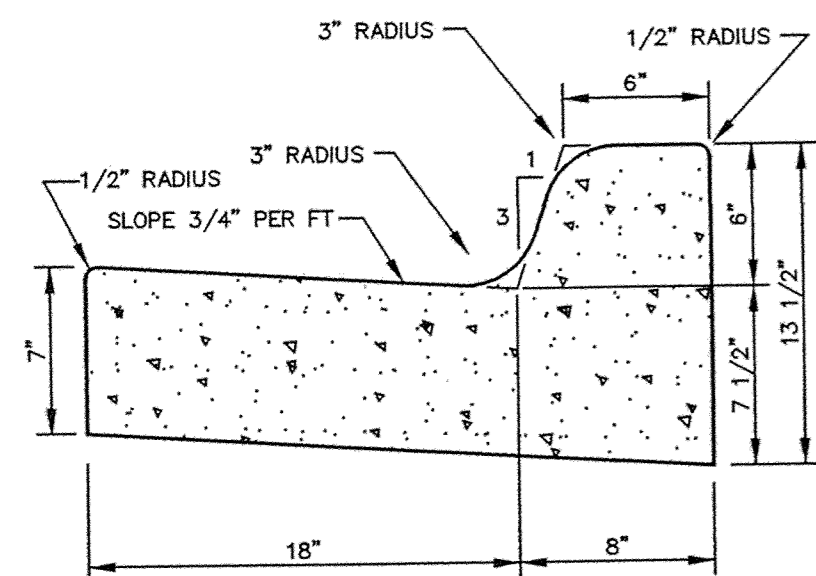 3" RADIUS
1/2" RADIUS
6"
3" RADIUS
1
1/2" RADIUS
3
SLOPE 3/4" PER FT
6"
13 1/2"
7"
7 1/2"
18"
8"